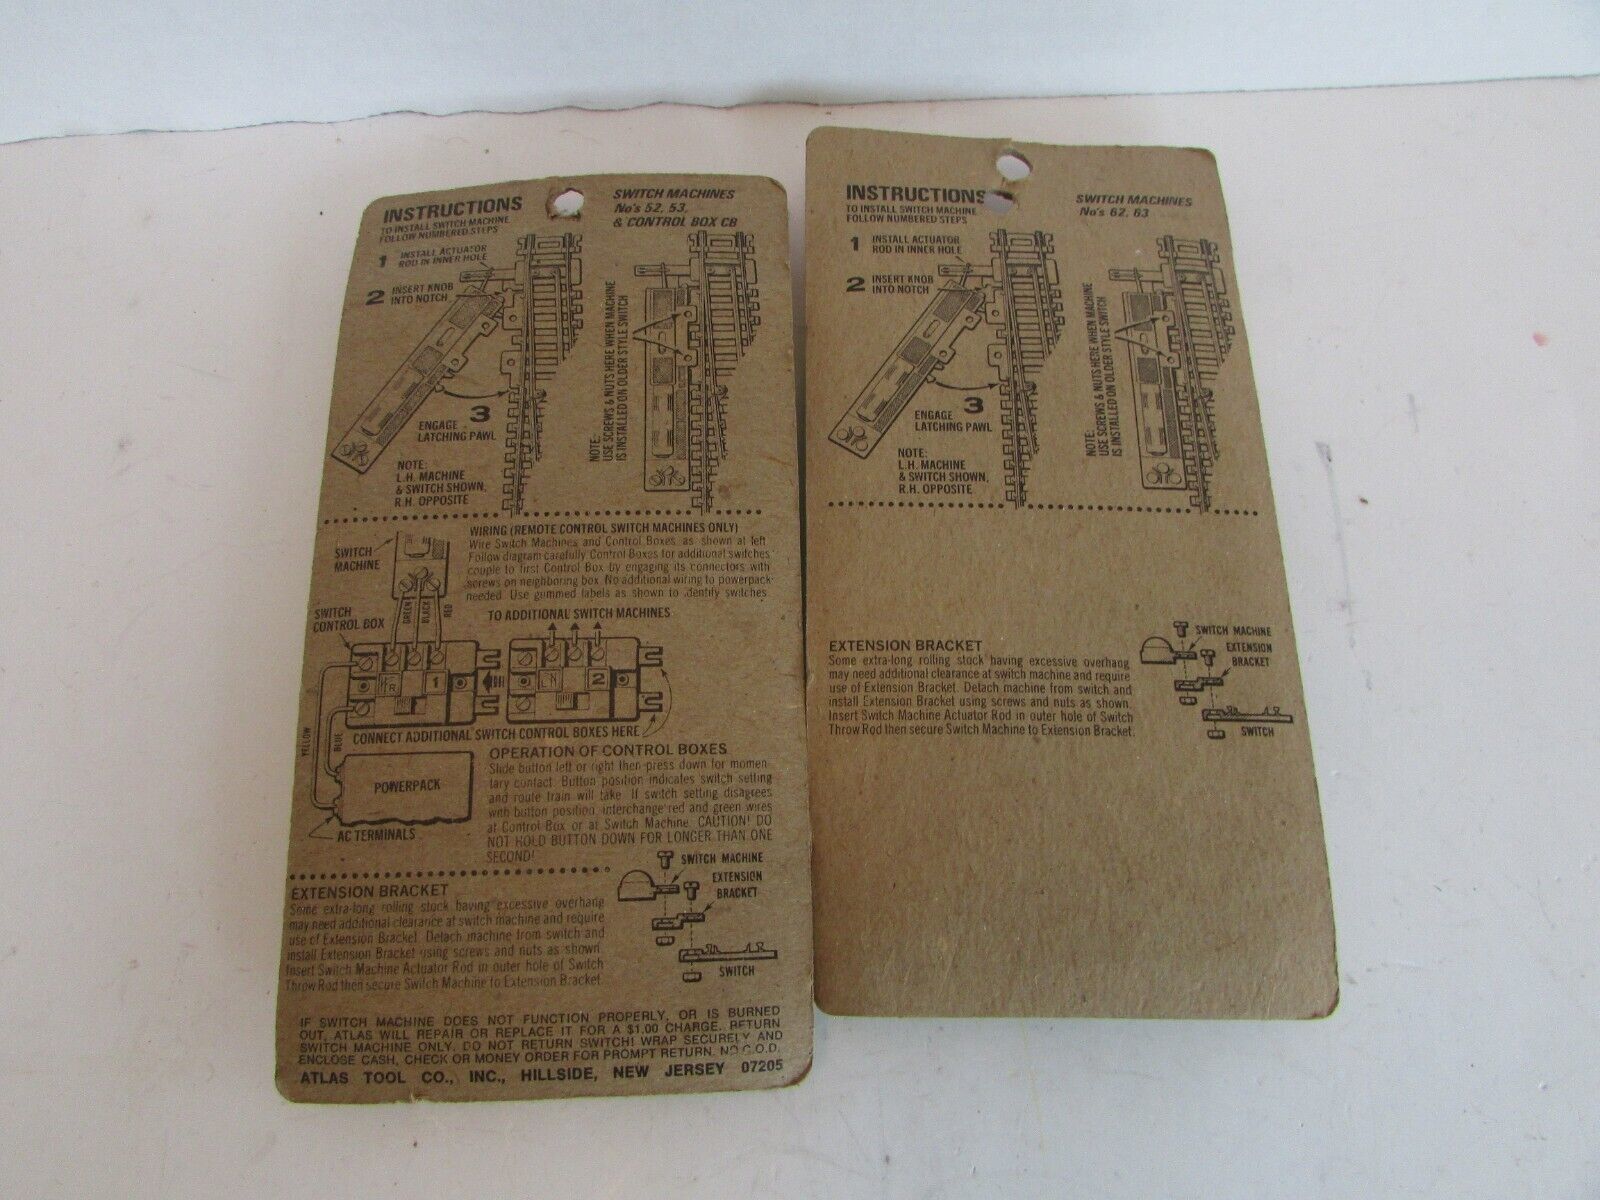 INSTRUCTIONS
TO INSTALL SWITCH MACHINE
FOLLOW NUMBERED STEPS
SWITCH MACHINES
No's 52, 53,
& CONTROL BOX CB
1 INSTALL ACTUATOR
ROD IN INNER HOLE
2 INSERT KNOB
INTO NOTCH
3
ENGAGE
LATCHING PAWL
NOTE:
L.H. MACHINE
& SWITCH SHOWN,
R.H. OPPOSITE
NOTE:
USE SCREWS & NUTS HERE WHEN MACHINE
IS INSTALLED ON OLDER STYLE SWITCH
WIRING (REMOTE CONTROL SWITCH MACHINES ONLY)
Wire Switch Machines and Control Boxes, as shown at left.
Follow diagram carefully. Control Boxes for additional switches
couple to first Control Box by engaging its connectors with
screws on neighboring box. No additional wiring to powerpack
needed. Use gummed labels as shown to identify switches.
SWITCH
MACHINE
GREEN
BLACK
RED
SWITCH
CONTROL BOX
TO ADDITIONAL SWITCH MACHINES
1
2
CONNECT ADDITIONAL SWITCH CONTROL BOXES HERE
YELLOW
BLUE
POWERPACK
AC TERMINALS
OPERATION OF CONTROL BOXES
Slide button left or right then press down for momen-
tary contact. Button position indicates switch setting
and route train will take. If switch setting disagrees
with button position, interchange red and green wires
at Control Box or at Switch Machine. CAUTION! DO
NOT HOLD BUTTON DOWN FOR LONGER THAN ONE
SECOND!
EXTENSION BRACKET
Some extra-long rolling stock having excessive overhang
may need additional clearance at switch machine and require
use of Extension Bracket. Detach machine from switch and
install Extension Bracket using screws and nuts as shown.
Insert Switch Machine Actuator Rod in outer hole of Switch
Throw Rod then secure Switch Machine to Extension Bracket.
SWITCH MACHINE
EXTENSION
BRACKET
SWITCH
IF SWITCH MACHINE DOES NOT FUNCTION PROPERLY, OR IS BURNED
OUT, ATLAS WILL REPAIR OR REPLACE IT FOR A $1.00 CHARGE. RETURN
SWITCH MACHINE ONLY. DO NOT RETURN SWITCH! WRAP SECURELY AND
ENCLOSE CASH, CHECK OR MONEY ORDER FOR PROMPT RETURN. NO C.O.D.
ATLAS TOOL CO., INC., HILLSIDE, NEW JERSEY 07205
INSTRUCTIONS
TO INSTALL SWITCH MACHINE
FOLLOW NUMBERED STEPS
SWITCH MACHINES
No's 62, 63
1 INSTALL ACTUATOR
ROD IN INNER HOLE
2 INSERT KNOB
INTO NOTCH
3
ENGAGE
LATCHING PAWL
NOTE:
L.H. MACHINE
& SWITCH SHOWN,
R.H. OPPOSITE
NOTE:
USE SCREWS & NUTS HERE WHEN MACHINE
IS INSTALLED ON OLDER STYLE SWITCH
EXTENSION BRACKET
Some extra-long rolling stock having excessive overhang
may need additional clearance at switch machine and require
use of Extension Bracket. Detach machine from switch and
install Extension Bracket using screws and nuts as shown.
Insert Switch Machine Actuator Rod in outer hole of Switch
Throw Rod then secure Switch Machine to Extension Bracket.
SWITCH MACHINE
EXTENSION
BRACKET
SWITCH